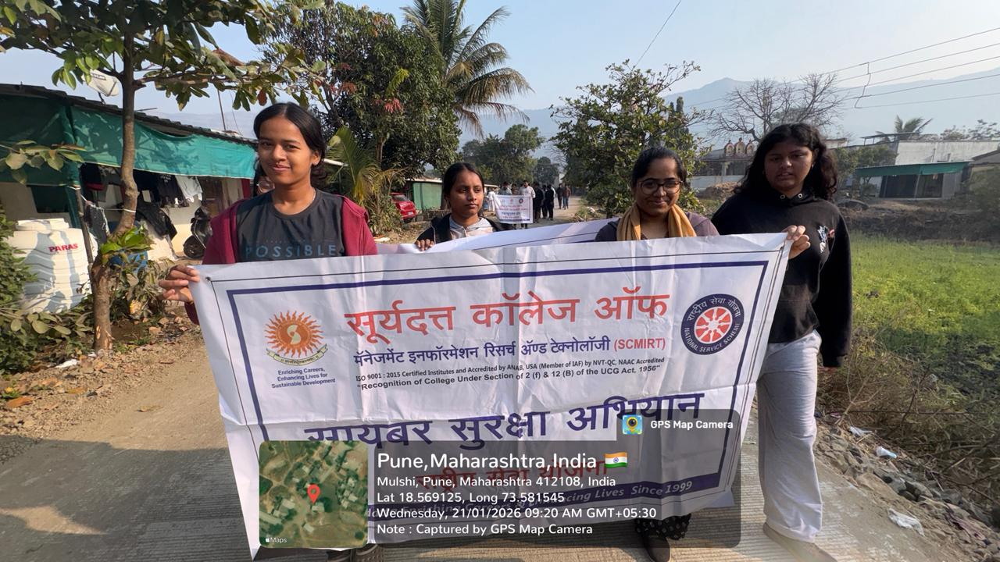 PARAS
POSSIBLE
सूर्यदत्त कॉलेज ऑफ
मॅनेजमेंट इनफॉरमेशन रिसर्च ॲण्ड टेक्नोलॉजी (SCMIRT)
ISO 9001 : 2015 Certified Institutes and Accredited by ANAB, USA (Member of IAF) by NVT-QC, NAAC Accredited
"Recognition of College Under Section of 2 (f) & 12 (B) of the UCG Act, 1956"
Enriching Careers,
Enhancing Lives for
Sustainable Development
राष्ट्रीय सेवा योजना
NATIONAL SERVICE SCHEME
सायबर सुरक्षा अभियान
राष्ट्रीय सेवा योजना
Lives Since 1999
GPS Map Camera
Pune,Maharashtra,India
Mulshi, Pune, Maharashtra 412108, India
Lat 18.569125, Long 73.581545
Wednesday, 21/01/2026 09:20 AM GMT+05:30
Note : Captured by GPS Map Camera
Maps